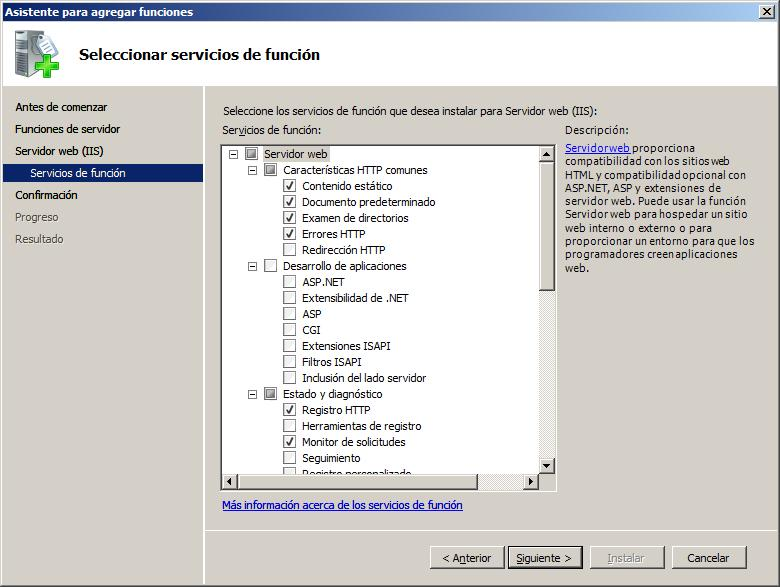 Asistente para agregar funciones
Seleccionar servicios de función
Antes de comenzar
Funciones de servidor
Servidor web (IIS)
Servicios de función
Confirmación
Progreso
Resultado
Seleccione los servicios de función que desea instalar para Servidor web (IIS):
Servicios de función:
Servidor web
Características HTTP comunes
Contenido estático
Documento predeterminado
Examen de directorios
Errores HTTP
Redirección HTTP
Desarrollo de aplicaciones
ASP.NET
Extensibilidad de .NET
ASP
CGI
Extensiones ISAPI
Filtros ISAPI
Inclusión del lado servidor
Estado y diagnóstico
Registro HTTP
Herramientas de registro
Monitor de solicitudes
Seguimiento
Registro personalizado
Descripción:
Servidor web proporciona
compatibilidad con los sitios web
HTML y compatibilidad opcional con
ASP.NET, ASP y extensiones de
servidor web. Puede usar la función
Servidor web para hospedar un sitio
web interno o externo o para
proporcionar un entorno para que los
programadores creen aplicaciones
web.
Más información acerca de los servicios de función
< Anterior
Siguiente >
Instalar
Cancelar